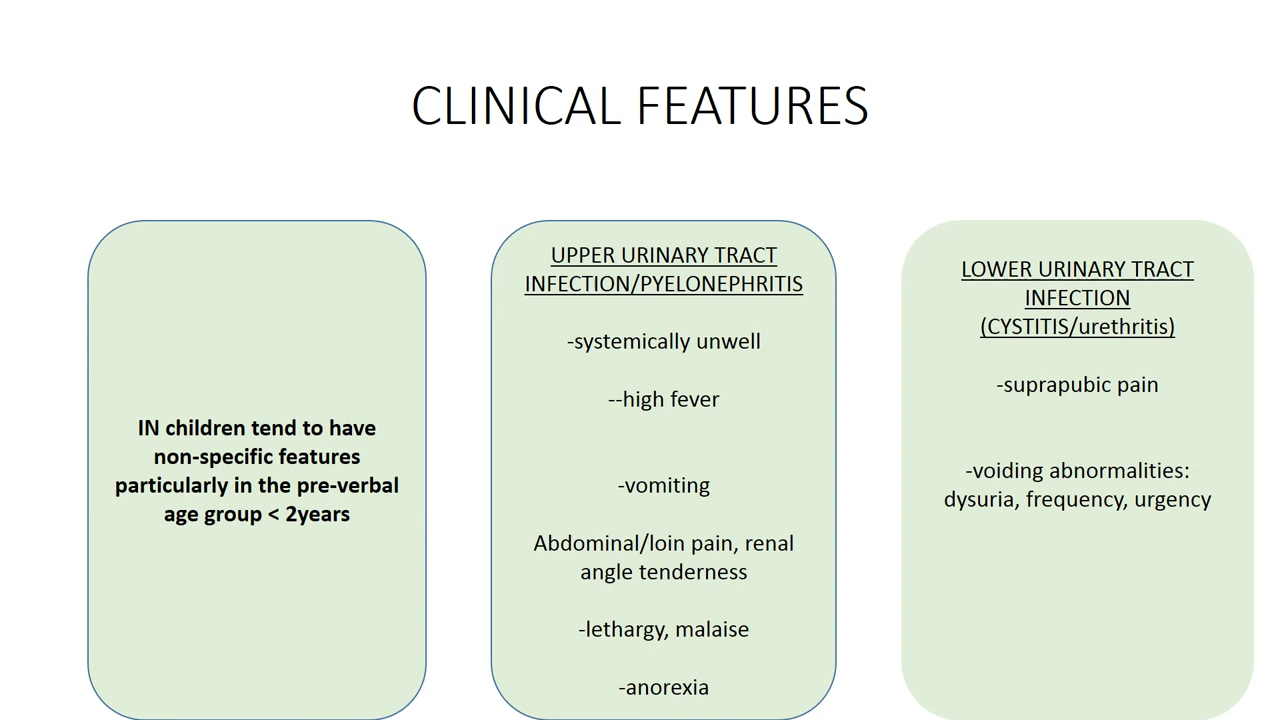 CLINICAL FEATURES
IN children tend to have
non-specific features
particularly in the pre-verbal
age group < 2years
UPPER URINARY TRACT
INFECTION/PYELONEPHRITIS
-systemically unwell
--high fever
-vomiting
Abdominal/loin pain, renal
angle tenderness
-lethargy, malaise
-anorexia
LOWER URINARY TRACT
INFECTION
(CYSTITIS/urethritis)
-suprapubic pain
-voiding abnormalities:
dysuria, frequency, urgency